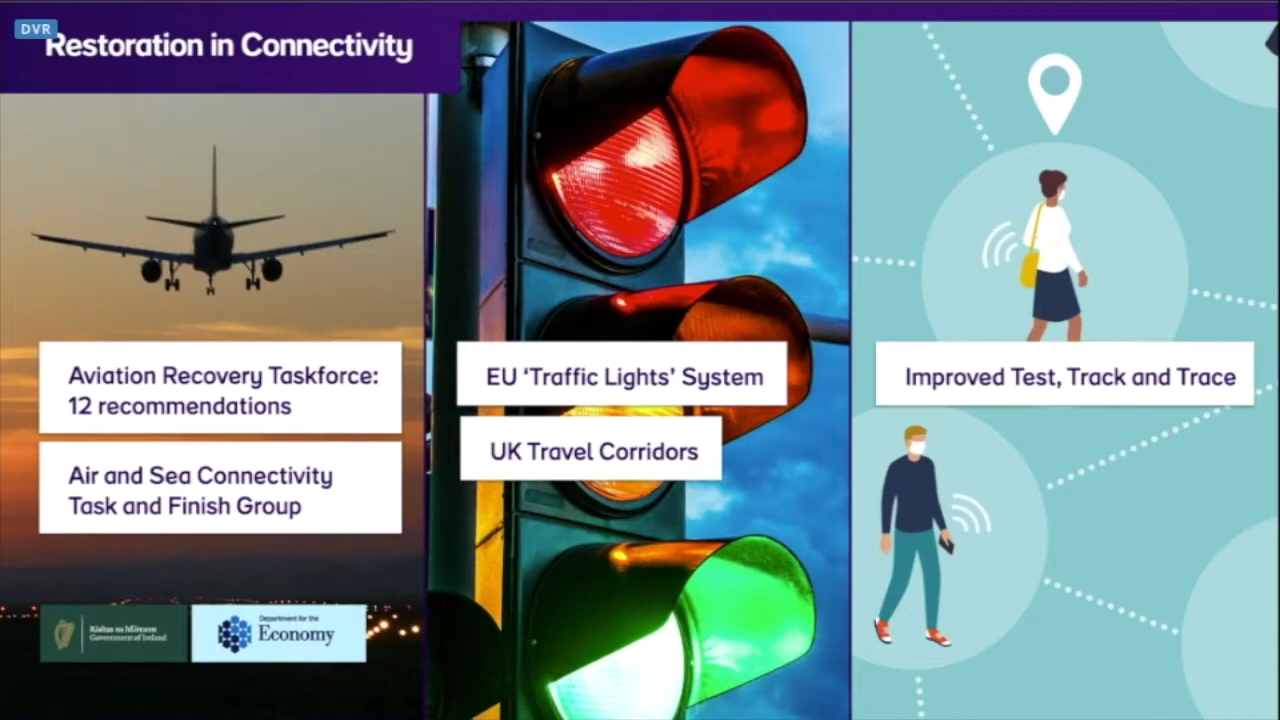 DVR
Restoration in Connectivity
Aviation Recovery Taskforce:
12 recommendations
Air and Sea Connectivity
Task and Finish Group
Rialtas na hÉireann
Government of Ireland
Department for the
Economy
EU ‘Traffic Lights’ System
UK Travel Corridors
Improved Test, Track and Trace